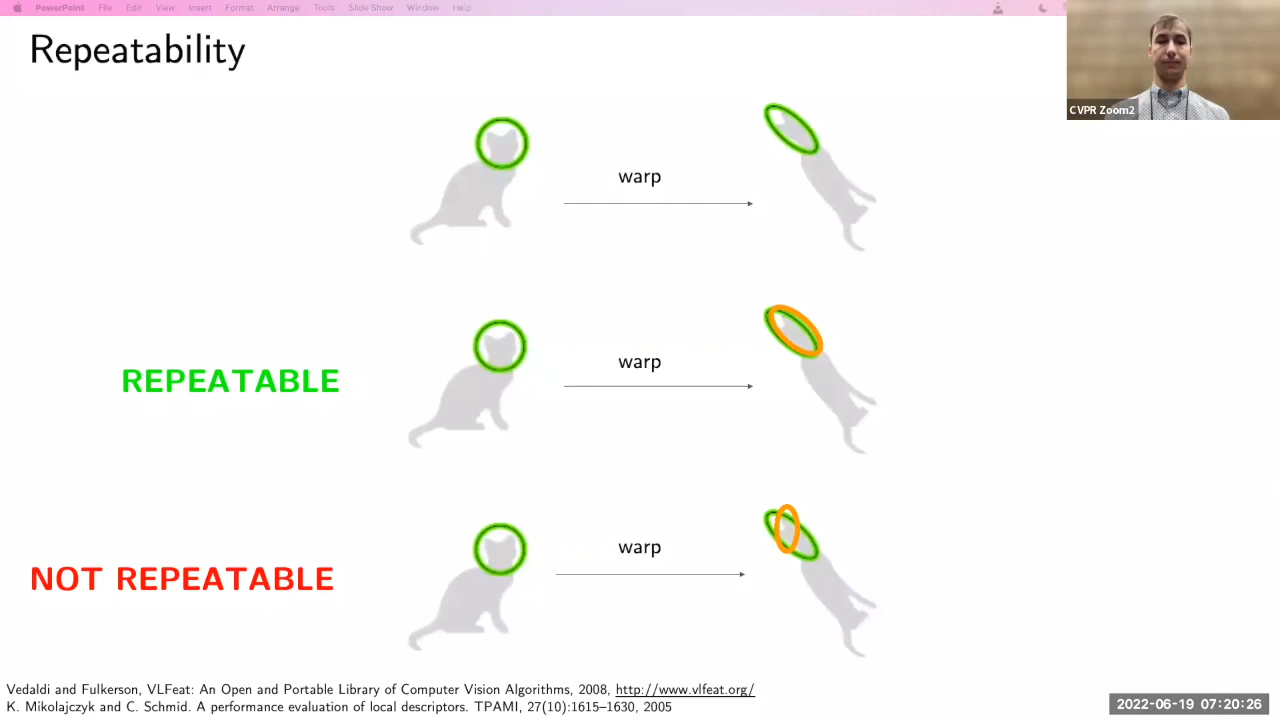 PowerPoint File Edit View Insert Format Arrange Tools Slide Show Window Help
Repeatability
CVPR Zoom2
warp
warp
REPEATABLE
warp
NOT REPEATABLE
Vedaldi and Fulkerson, VLFeat: An Open and Portable Library of Computer Vision Algorithms, 2008, http://www.vlfeat.org/
K. Mikolajczyk and C. Schmid. A performance evaluation of local descriptors. TPAMI, 27(10):1615–1630, 2005
2022-06-19 07:20:26